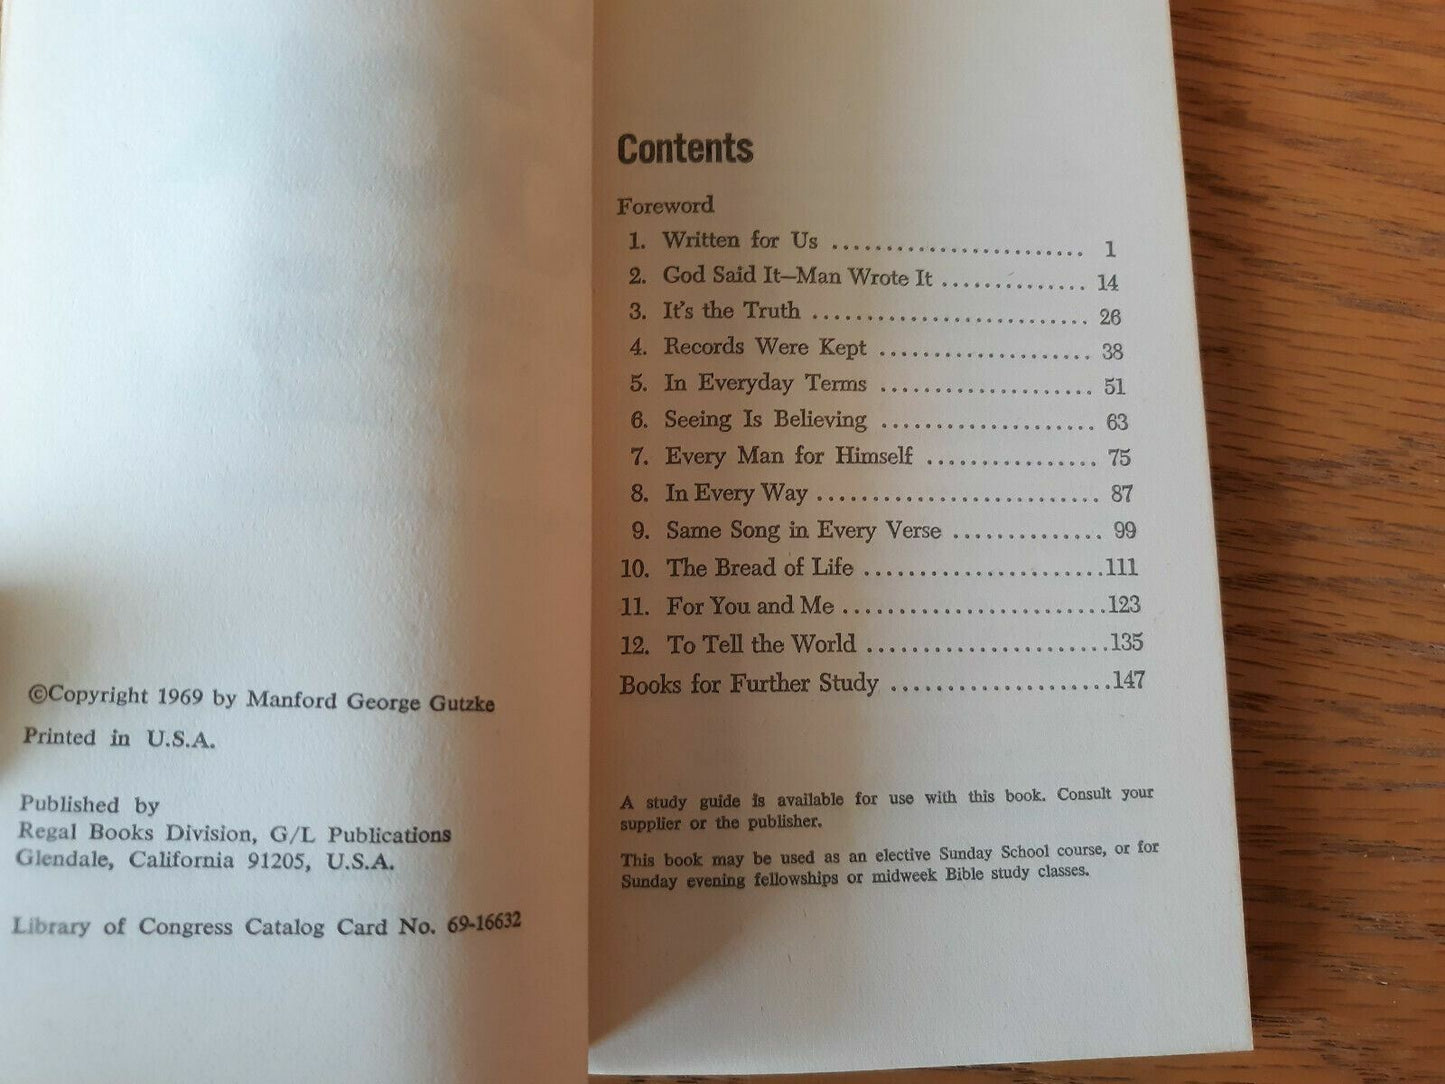 ©Copyright 1969 by Manford George Gutzke
Printed in U.S.A.
Published by
Regal Books Division, G/L Publications
Glendale, California 91205, U.S.A.
Library of Congress Catalog Card No. 69-16632
Contents
Foreword
1. Written for Us ........................ 1
2. God Said It—Man Wrote It .............. 14
3. It's the Truth .......................... 26
4. Records Were Kept .................... 38
5. In Everyday Terms .................... 51
6. Seeing Is Believing .................... 63
7. Every Man for Himself ................ 75
8. In Every Way .......................... 87
9. Same Song in Every Verse .............. 99
10. The Bread of Life .......................111
11. For You and Me .........................123
12. To Tell the World .......................135
Books for Further Study .....................147
A study guide is available for use with this book. Consult your
supplier or the publisher.
This book may be used as an elective Sunday School course, or for
Sunday evening fellowships or midweek Bible study classes.